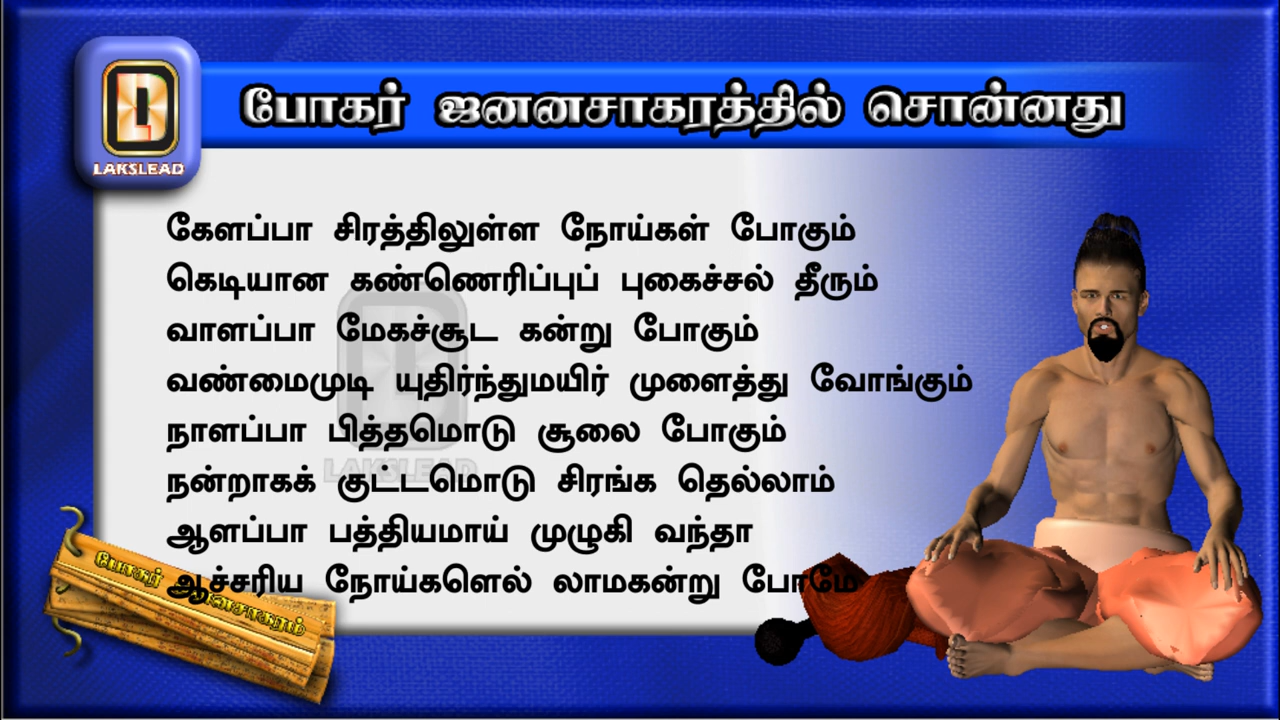 போகர் ஜனனசாகரத்தில் சொன்னது
LAKSLEAD
கேளப்பா சிரத்திலுள்ள நோய்கள் போகும்
கெடியான கண்ணெரிப்புப் புகைச்சல் தீரும்
வாளப்பா மேகச்சூட கன்று போகும்
வண்மைமுடி யுதிர்ந்துமயிர் முளைத்து வோங்கும்
நாளப்பா பித்தமொடு சூலை போகும்
LAKSLEAD
நன்றாகக் குட்டமொடு சிரங்க தெல்லாம்
ஆளப்பா பத்தியமாய் முழுகி வந்தா
ஆச்சரிய நோய்களெல் லாமகன்று போமே
போகர்
ஜனனசாகரம்